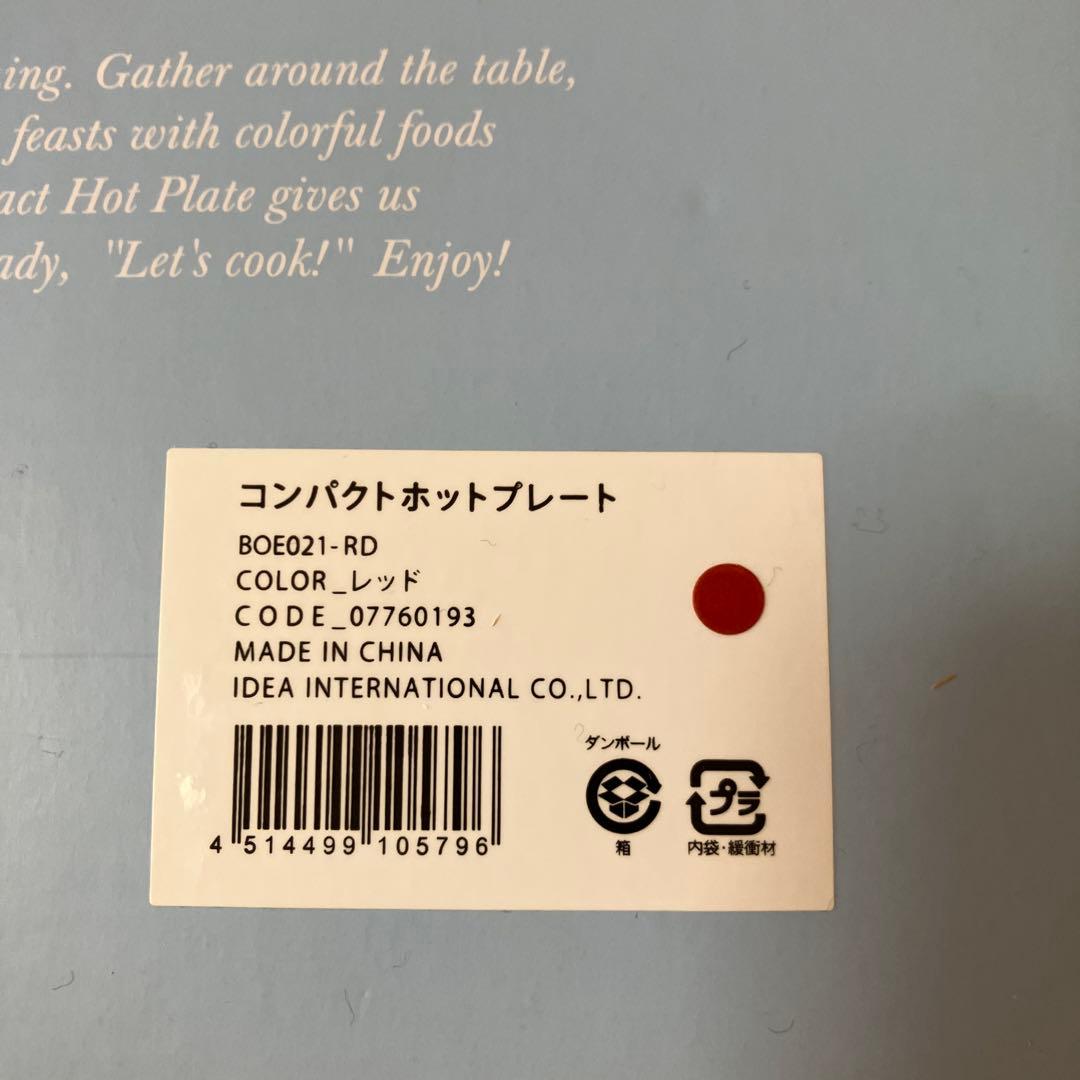 ing. Gather around the table,
feasts with colorful foods
act Hot Plate gives us
ady, "Let's cook!" Enjoy!
コンパクトホットプレート
BOE021-RD
COLOR_レッド
CODE_07760193
MADE IN CHINA
IDEA INTERNATIONAL CO.,LTD.
4 514499 105796
ダンボール
箱
プラ
内袋・緩衝材